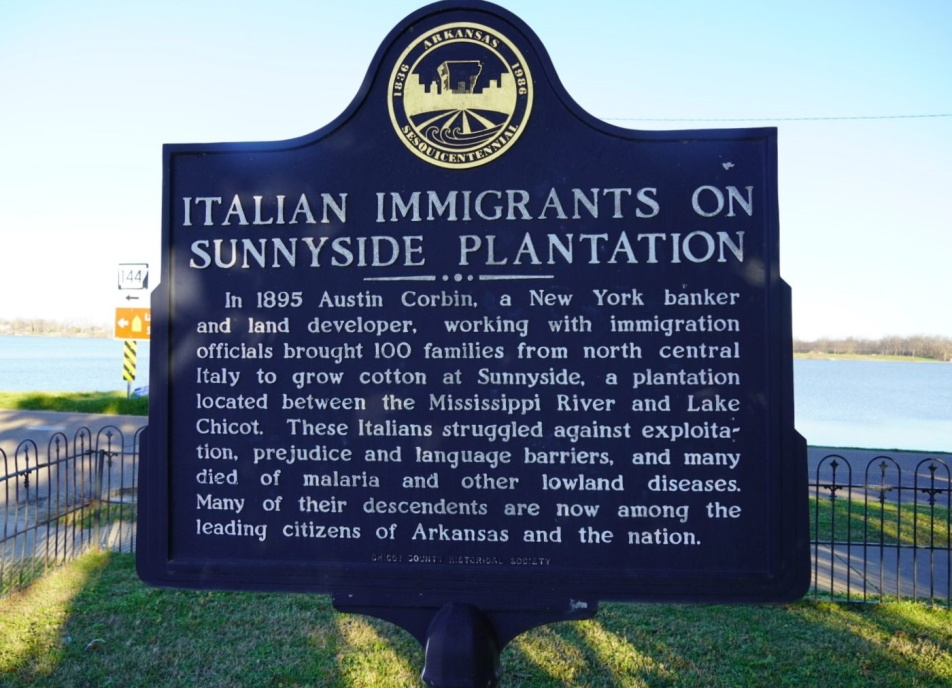 ARKANSAS
1836 1986
SESQUICENTENNIAL
ITALIAN IMMIGRANTS ON
SUNNYSIDE PLANTATION
In 1895 Austin Corbin, a New York banker
and land developer, working with immigration
officials brought 100 families from north central
Italy to grow cotton at Sunnyside, a plantation
located between the Mississippi River and Lake
Chicot. These Italians struggled against exploita-
tion, prejudice and language barriers, and many
died of malaria and other lowland diseases.
Many of their descendents are now among the
leading citizens of Arkansas and the nation.
CHICOT COUNTY HISTORICAL SOCIETY
144